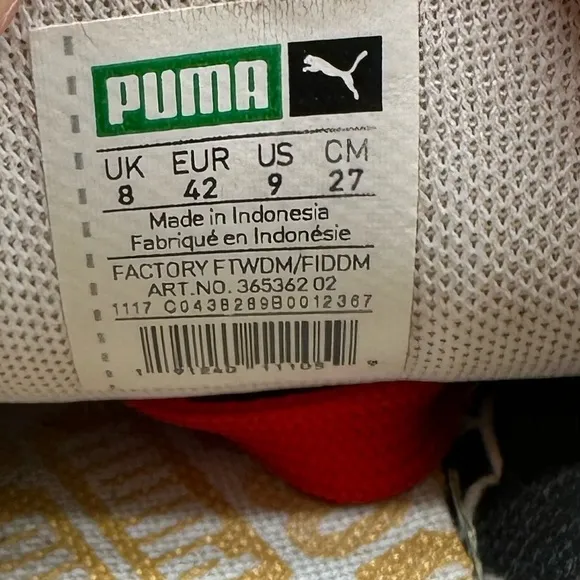 PUMA
UK EUR US CM
8 42 9 27
Made in Indonesia
Fabriqué en Indonésie
FACTORY FTWDM/FIDDM
ART.NO. 365362 02
1117 C0438289B0012367